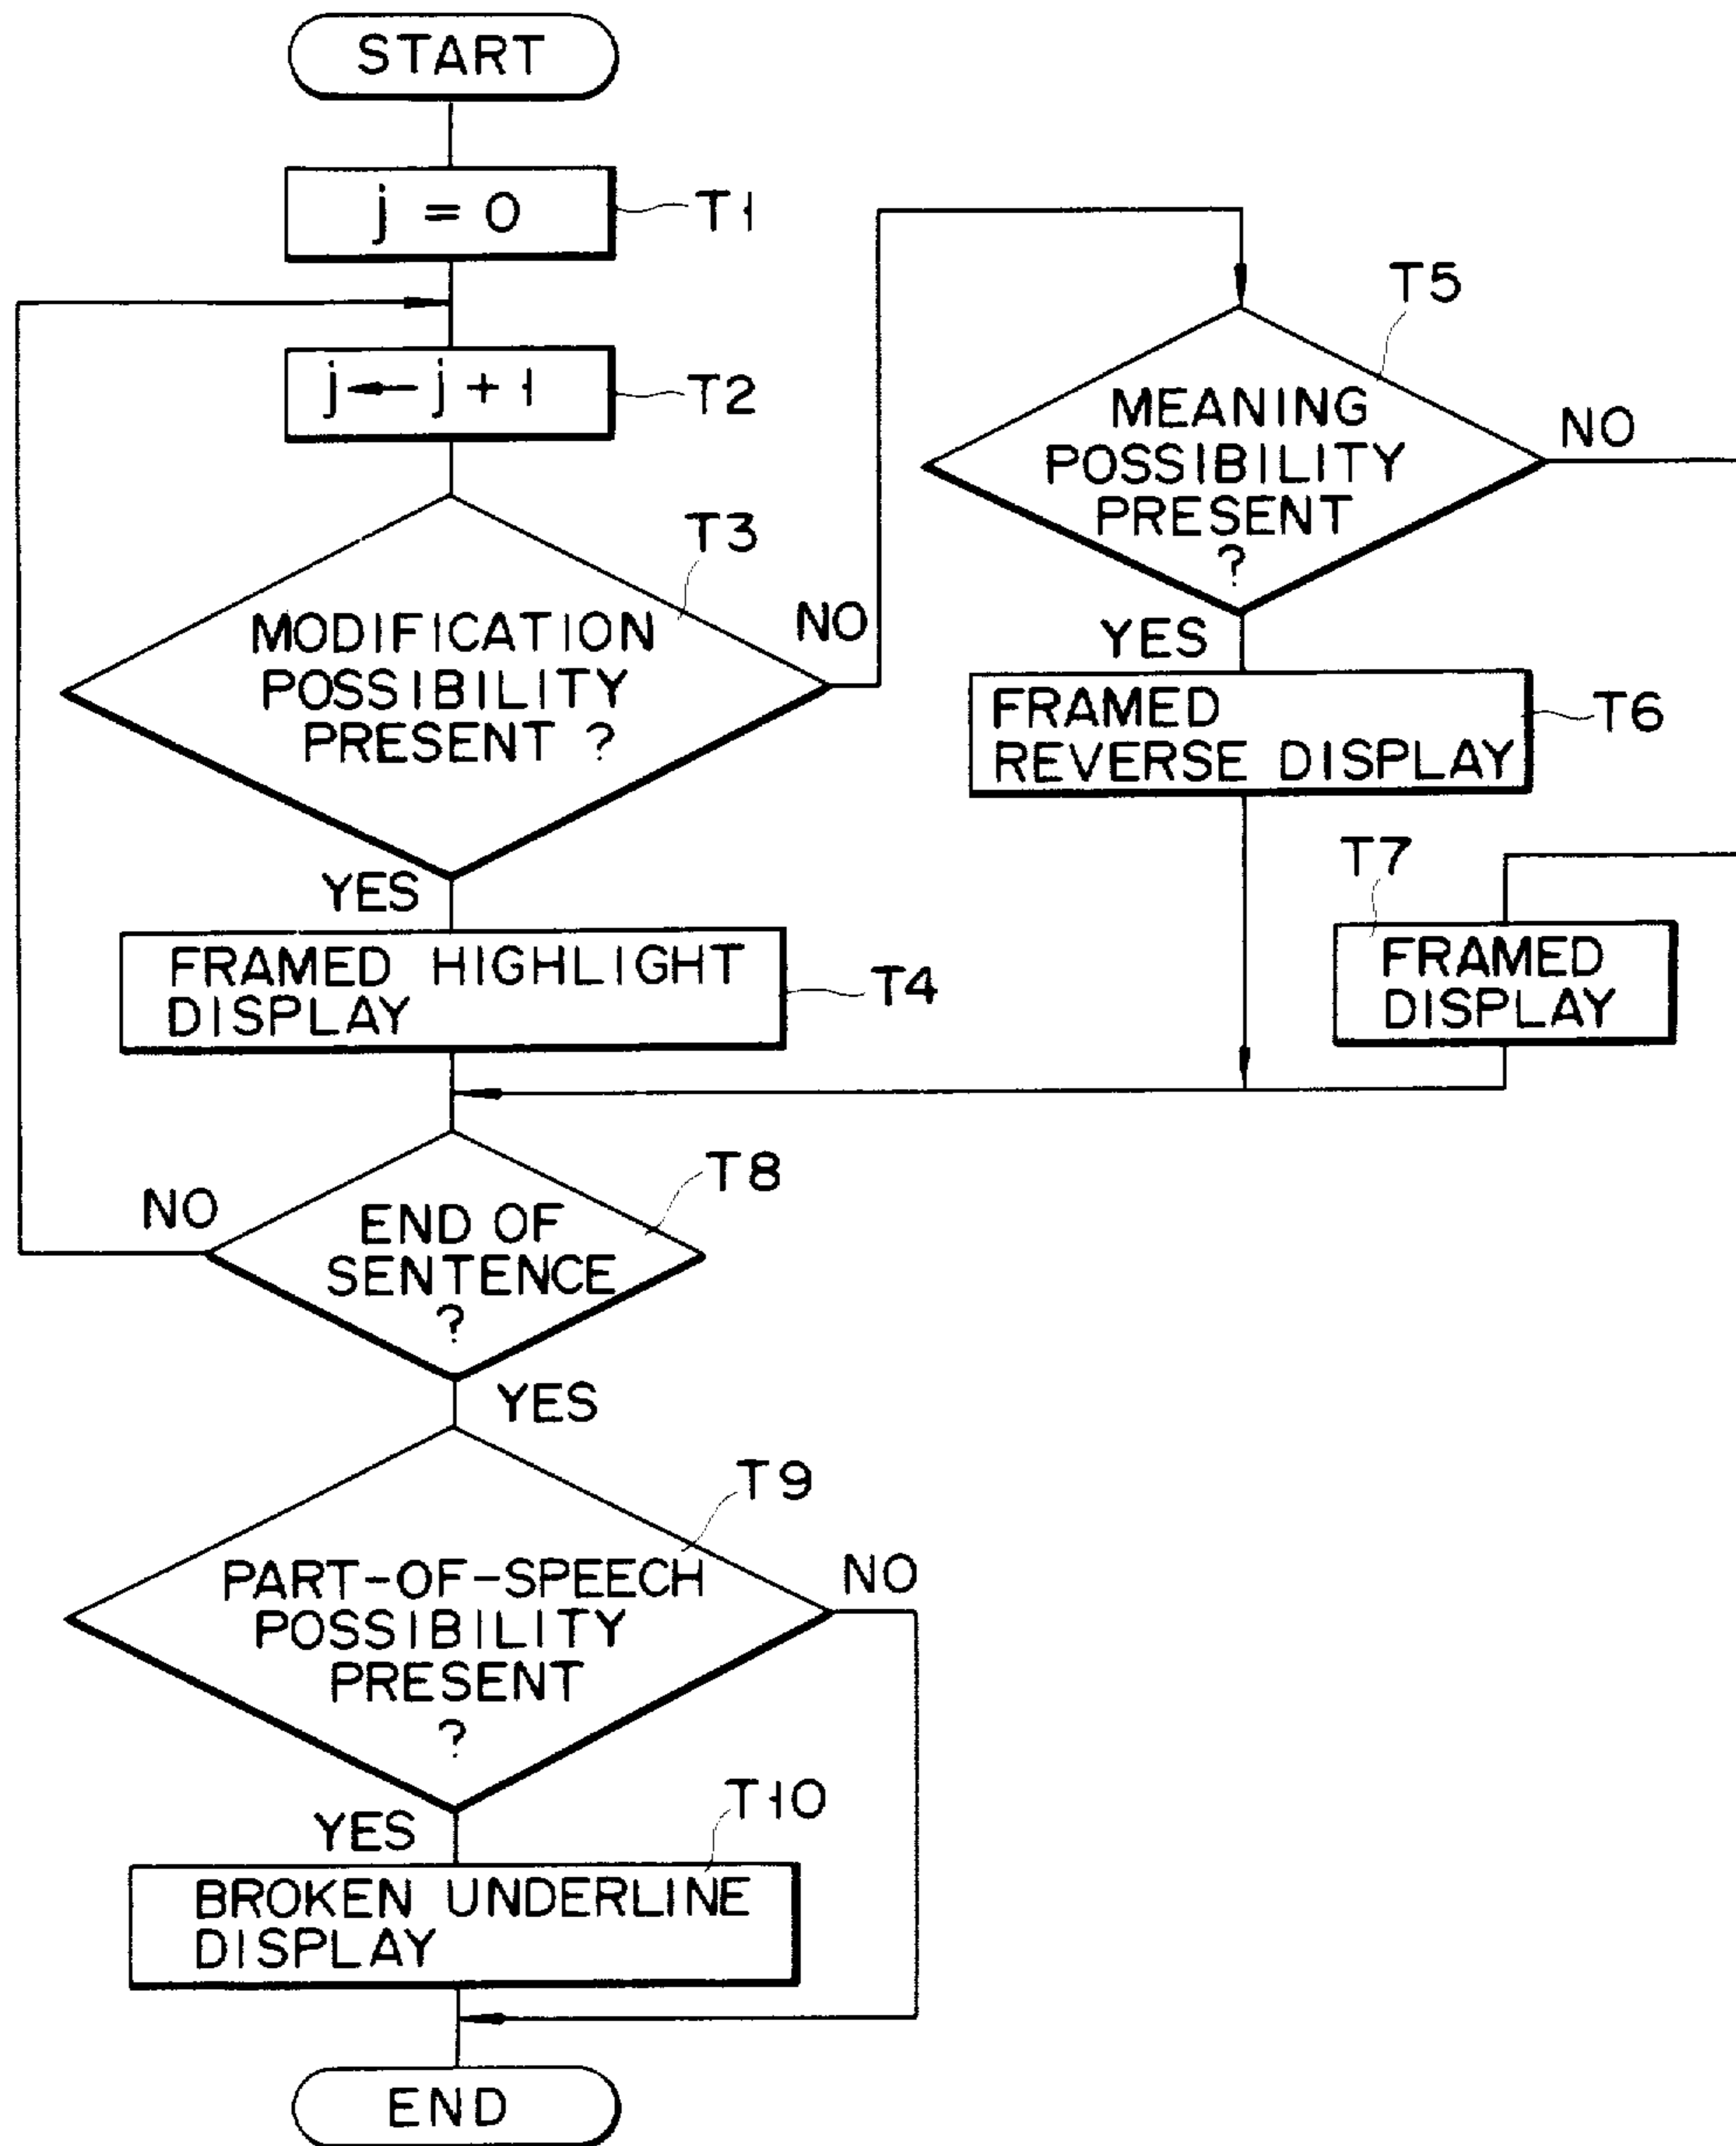 START
j = 0
T1
j ← j + 1
T2
T3
MODIFICATION
POSSIBILITY
PRESENT ?
NO
YES
FRAMED HIGHLIGHT
DISPLAY
T4
T5
MEANING
POSSIBILITY
PRESENT
?
NO
YES
FRAMED
REVERSE DISPLAY
T6
T7
FRAMED
DISPLAY
T8
END OF
SENTENCE
?
NO
YES
T9
PART-OF-SPEECH
POSSIBILITY
PRESENT
?
NO
YES
T10
BROKEN UNDERLINE
DISPLAY
END